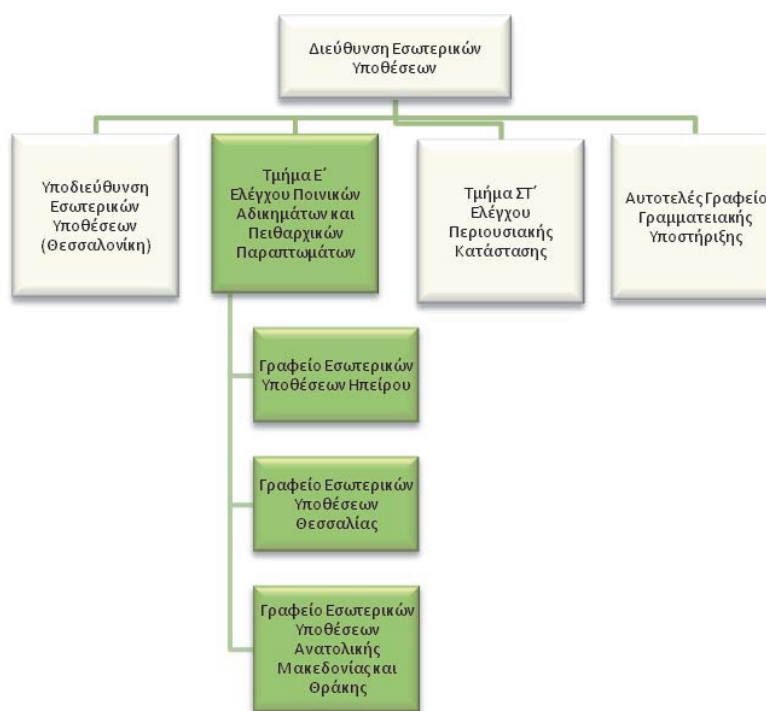 Διεύθυνση Εσωτερικών
Υποθέσεων
Υποδιεύθυνση
Εσωτερικών
Υποθέσεων
(Θεσσαλονίκη)
Τμήμα Ε΄
Ελέγχου Ποινικών
Αδικημάτων και
Πειθαρχικών
Παραπτωμάτων
Τμήμα ΣΤ΄
Ελέγχου
Περιουσιακής
Κατάστασης
Αυτοτελές Γραφείο
Γραμματειακής
Υποστήριξης
Γραφείο Εσωτερικών
Υποθέσεων Ηπείρου
Γραφείο Εσωτερικών
Υποθέσεων
Θεσσαλίας
Γραφείο Εσωτερικών
Υποθέσεων
Ανατολικής
Μακεδονίας και
Θράκης